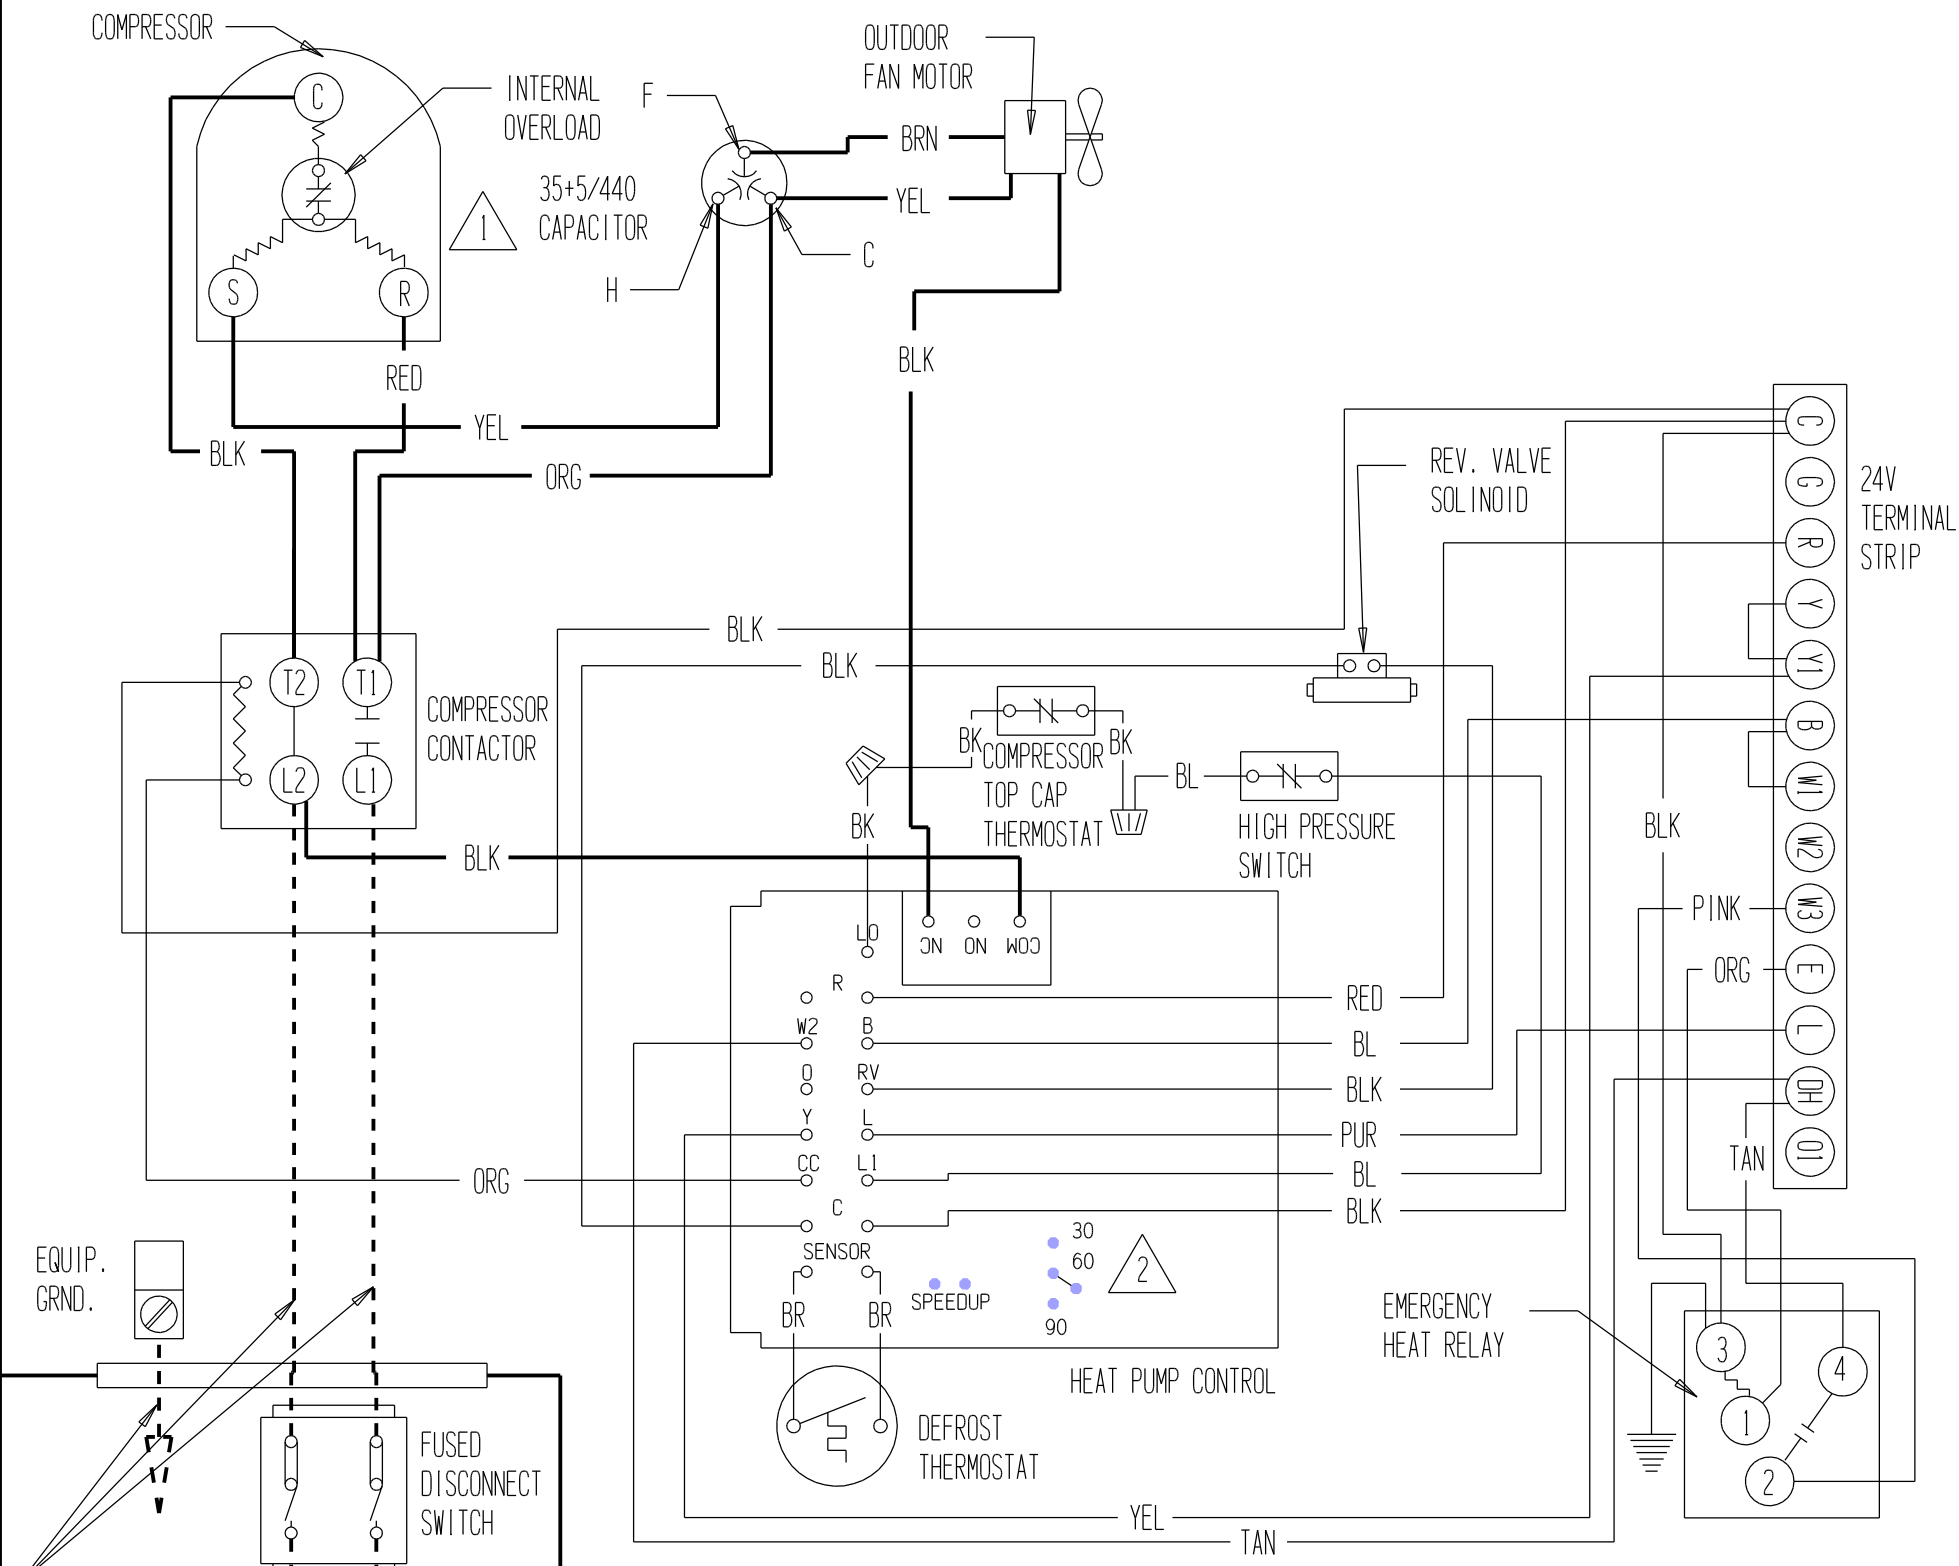 COMPRESSOR
OUTDOOR
FAN MOTOR
INTERNAL
OVERLOAD
F
C
BRN
1
35+5/440
CAPACITOR
YEL
H
C
S
R
BLK
RED
YEL
BLK
ORG
REV. VALVE
SOLINOID
24V
TERMINAL
STRIP
C
G
R
Y
Y1
B
W1
W2
W3
E
L
DH
O1
BLK
BLK
T2
T1
L2
L1
COMPRESSOR
CONTACTOR
BK
BK
COMPRESSOR
TOP CAP
THERMOSTAT
BL
HIGH PRESSURE
SWITCH
BK
BLK
BLK
PINK
ORG
TAN
LO
NC
NO
COM
R
RED
W2
B
BL
O
RV
BLK
Y
L
PUR
CC
L1
BL
ORG
C
BLK
SENSOR
30
60
90
2
SPEEDUP
BR
BR
EQUIP.
GRND.
HEAT PUMP CONTROL
EMERGENCY
HEAT RELAY
3
4
1
2
DEFROST
THERMOSTAT
FUSED
DISCONNECT
SWITCH
YEL
TAN